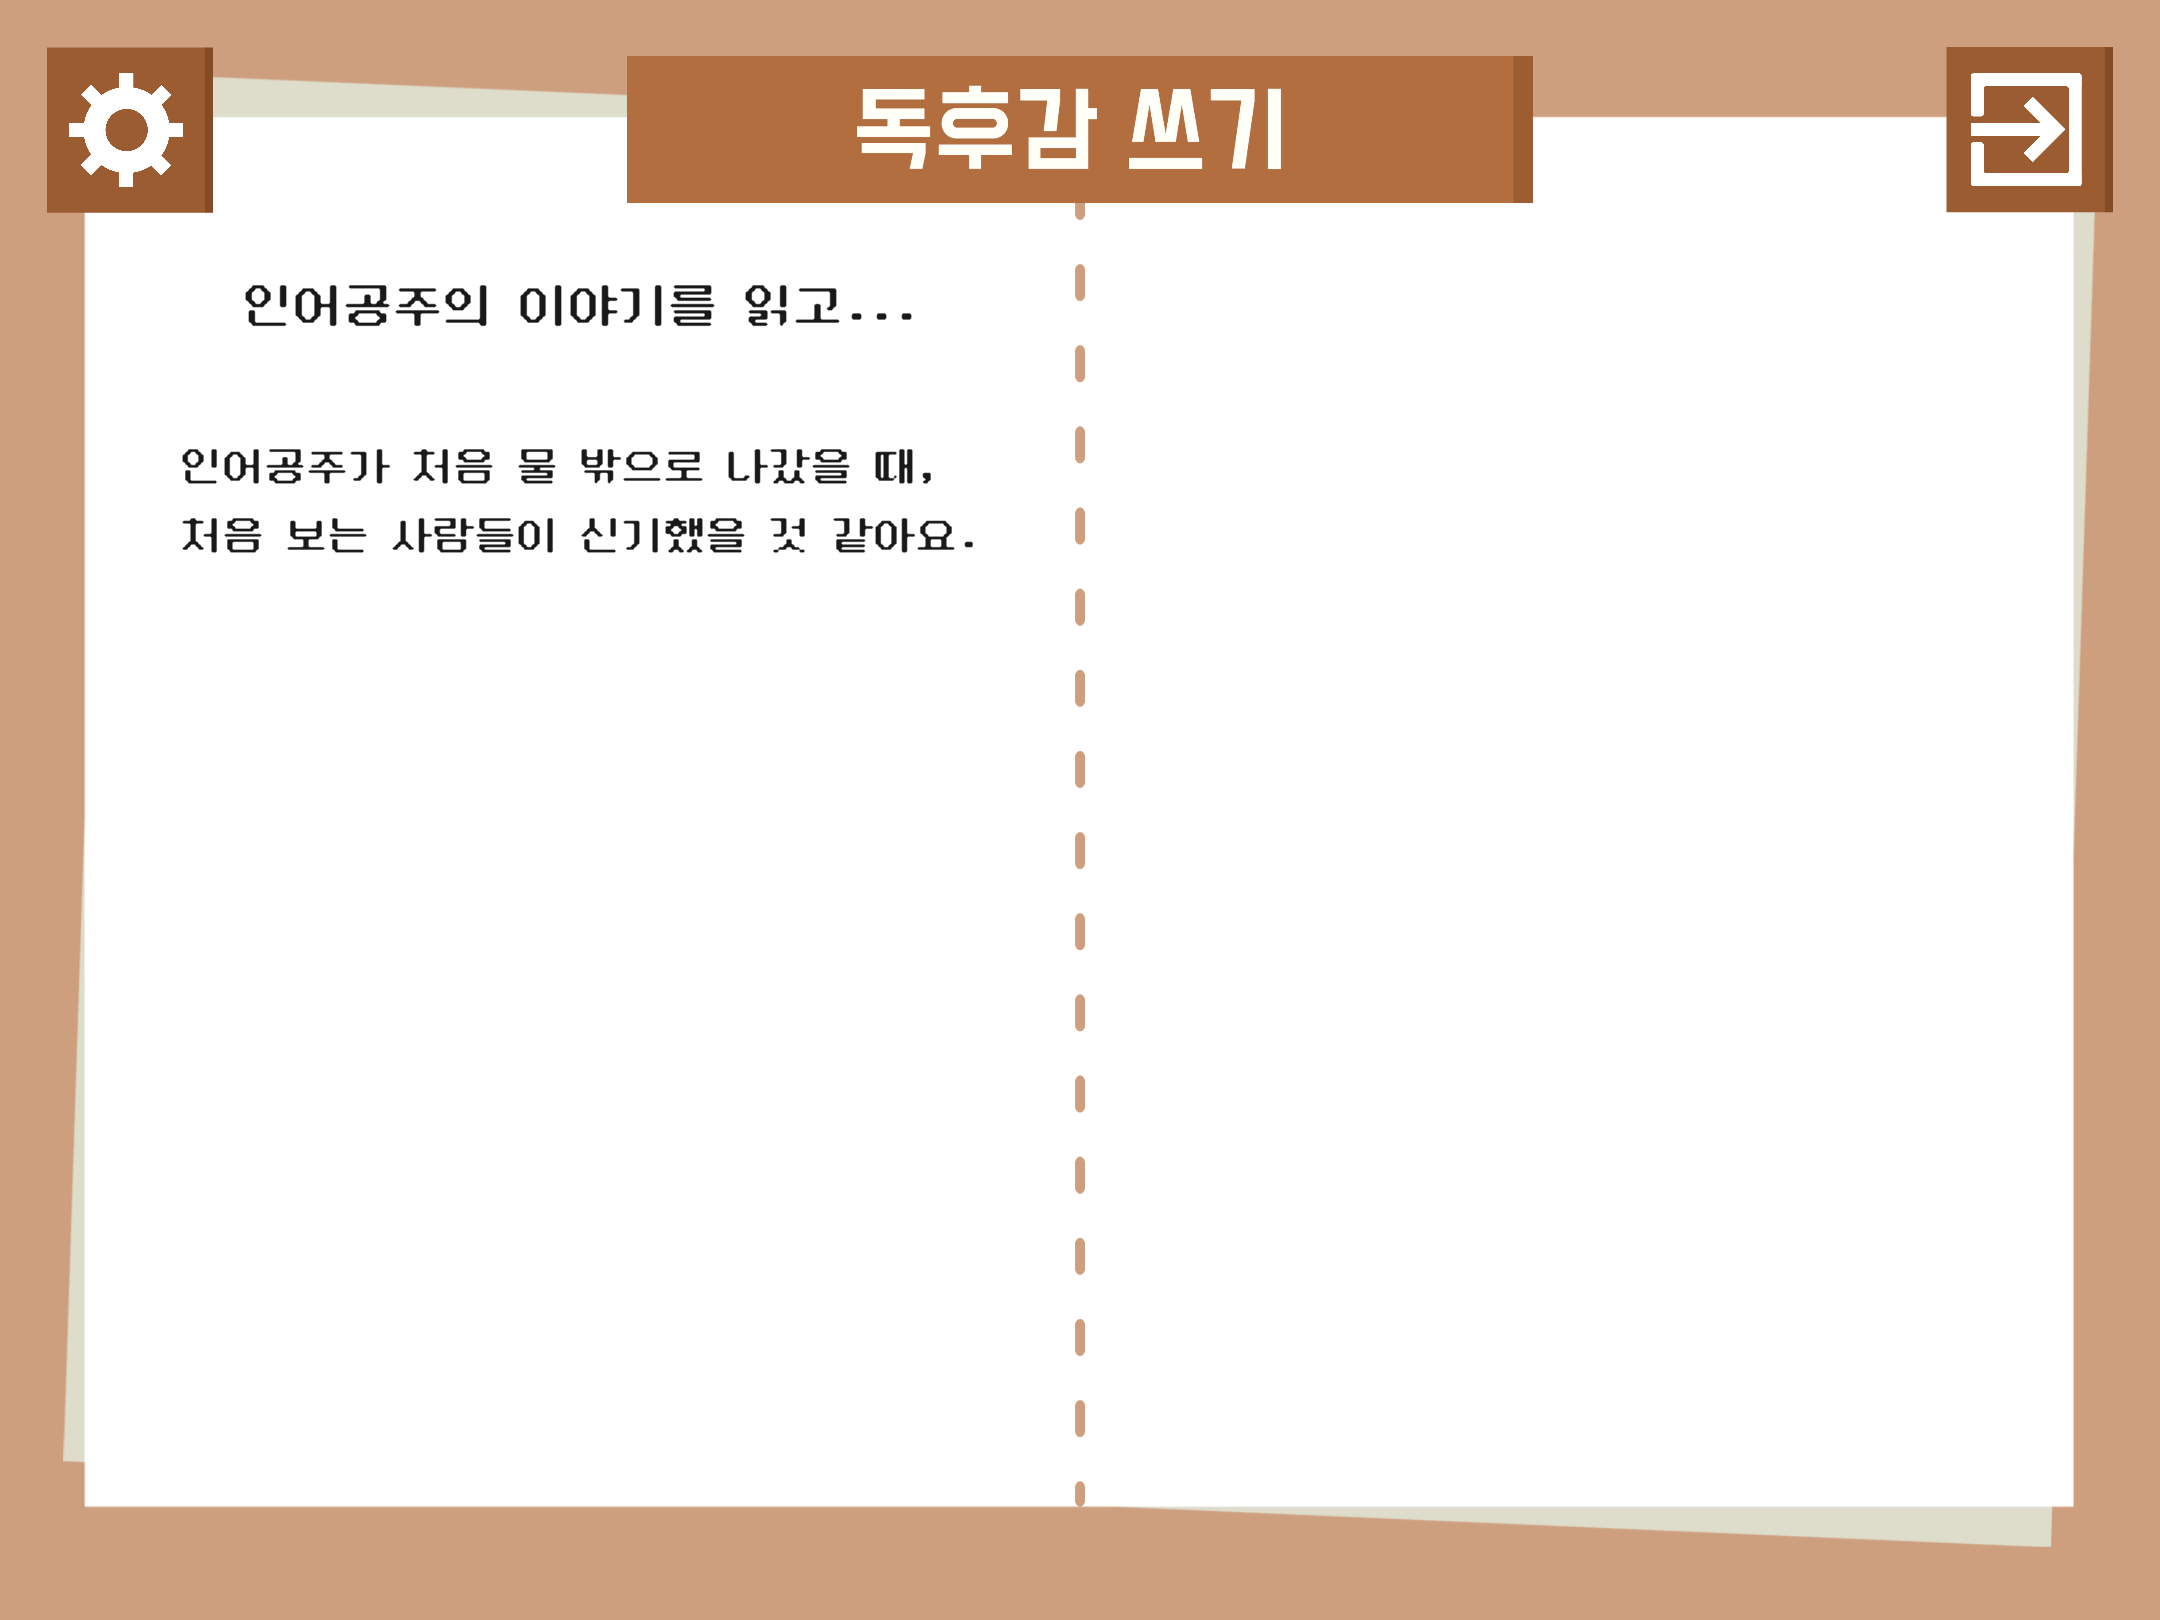 독후감 쓰기
인어공주의 이야기를 읽고...
인어공주가 처음 물 밖으로 나갔을 때,
처음 보는 사람들이 신기했을 것 같아요.